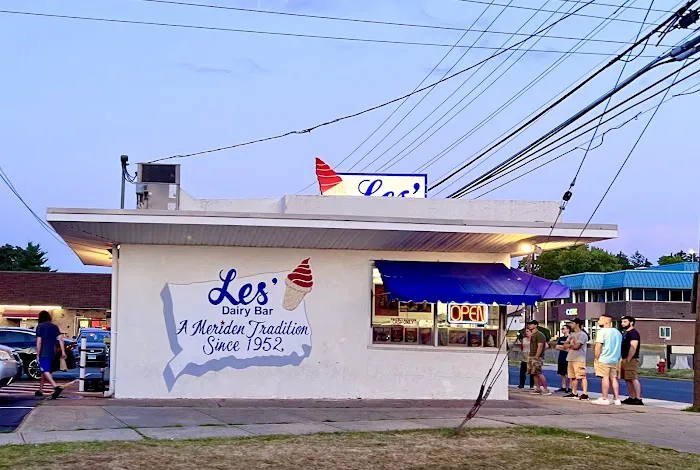 Les'
Les'
Dairy Bar
A Meriden Tradition
Since 1952.
OPEN